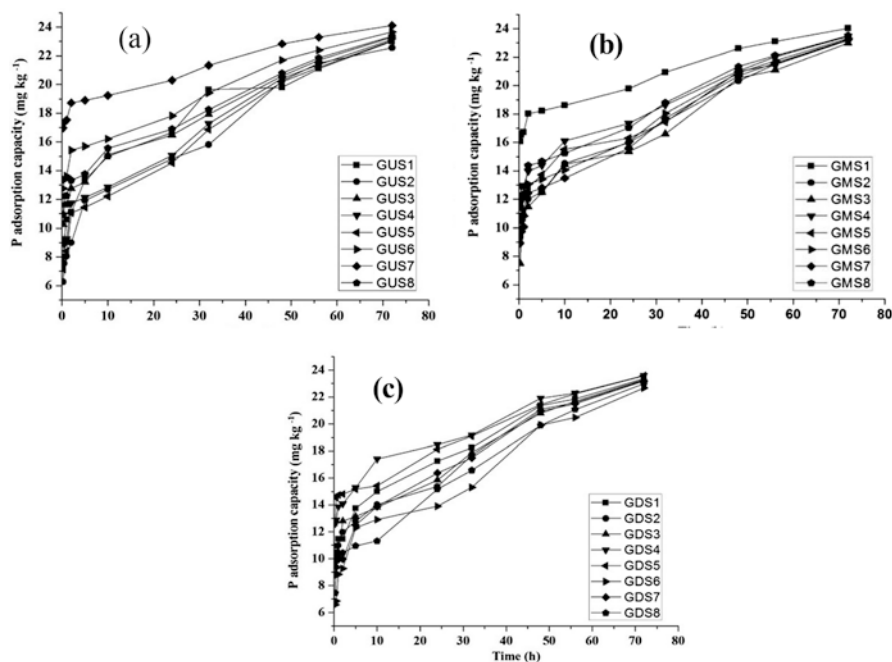 (a)
P adsorption capacity (mg kg⁻¹)
24
22
20
18
16
14
12
10
8
6
0 10 20 30 40 50 60 70 80
GUS1
GUS2
GUS3
GUS4
GUS5
GUS6
GUS7
GUS8
(b)
P adsorption capacity (mg kg⁻¹)
24
22
20
18
16
14
12
10
8
6
0 10 20 30 40 50 60 70 80
GMS1
GMS2
GMS3
GMS4
GMS5
GMS6
GMS7
GMS8
(c)
P adsorption capacity (mg kg⁻¹)
24
22
20
18
16
14
12
10
8
6
0 10 20 30 40 50 60 70 80
Time (h)
GDS1
GDS2
GDS3
GDS4
GDS5
GDS6
GDS7
GDS8